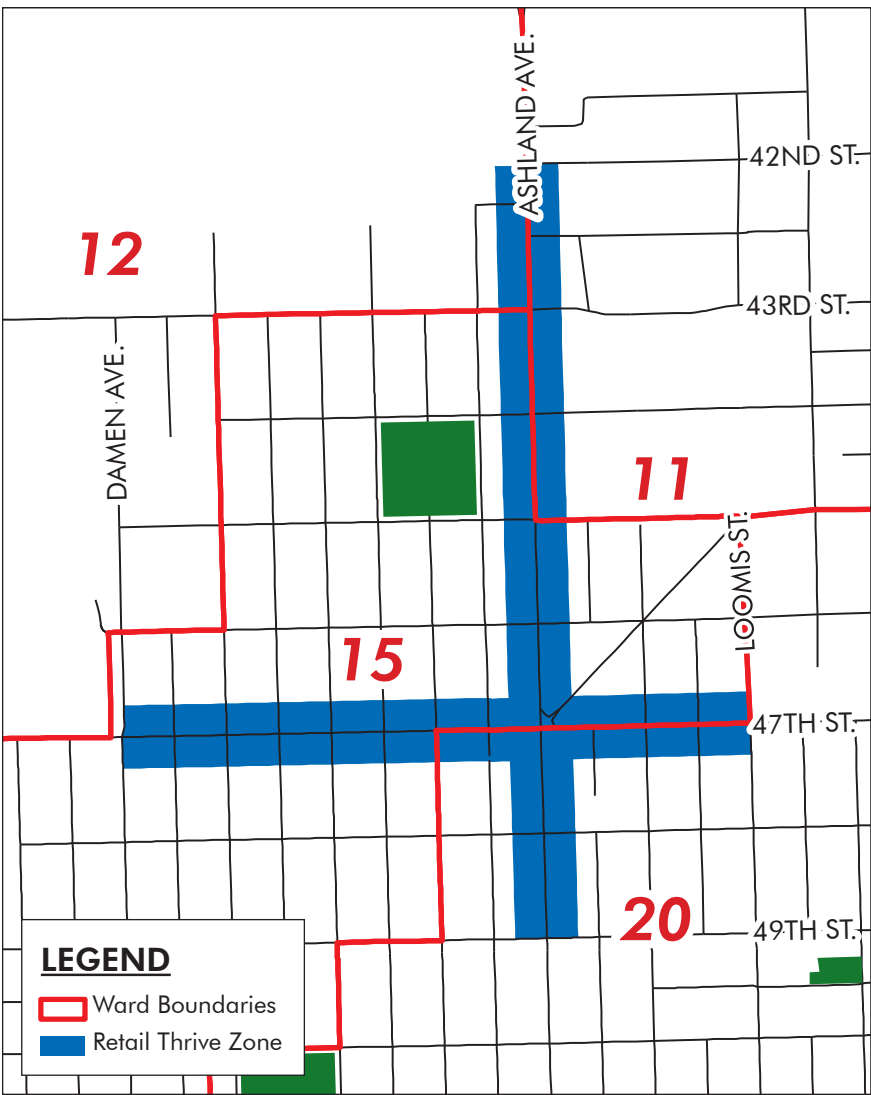 ASHLAND AVE.
42ND ST.
12
43RD ST.
DAMEN AVE.
11
LOOMIS ST.
15
47TH ST.
20
49TH ST.
LEGEND
Ward Boundaries
Retail Thrive Zone